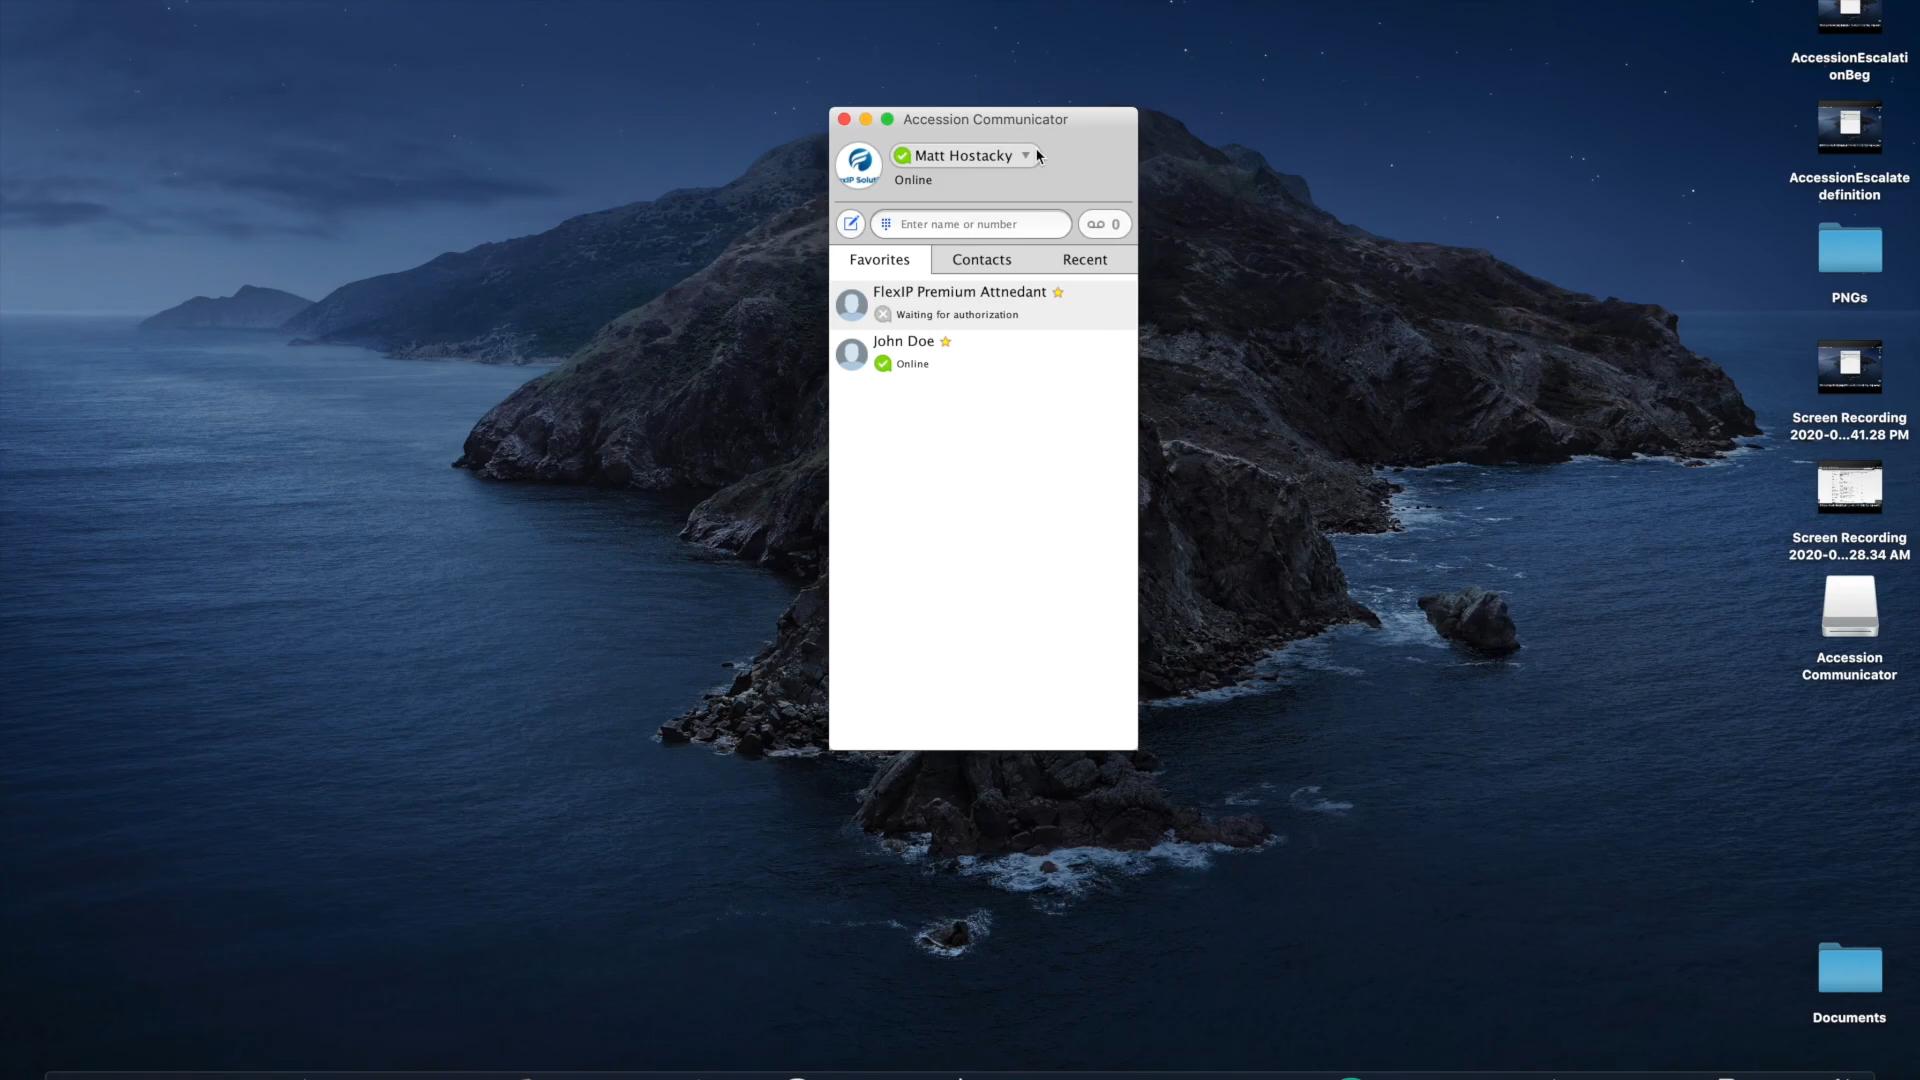 Accession Communicator
Matt Hostacky
Online
Enter name or number
0
Favorites
Contacts
Recent
FlexIP Premium Attnedant
Waiting for authorization
John Doe
Online
AccessionEscalati
onBeg
AccessionEscalate
definition
PNGs
Screen Recording
2020-0...41.28 PM
Screen Recording
2020-0...28.34 AM
Accession
Communicator
Documents